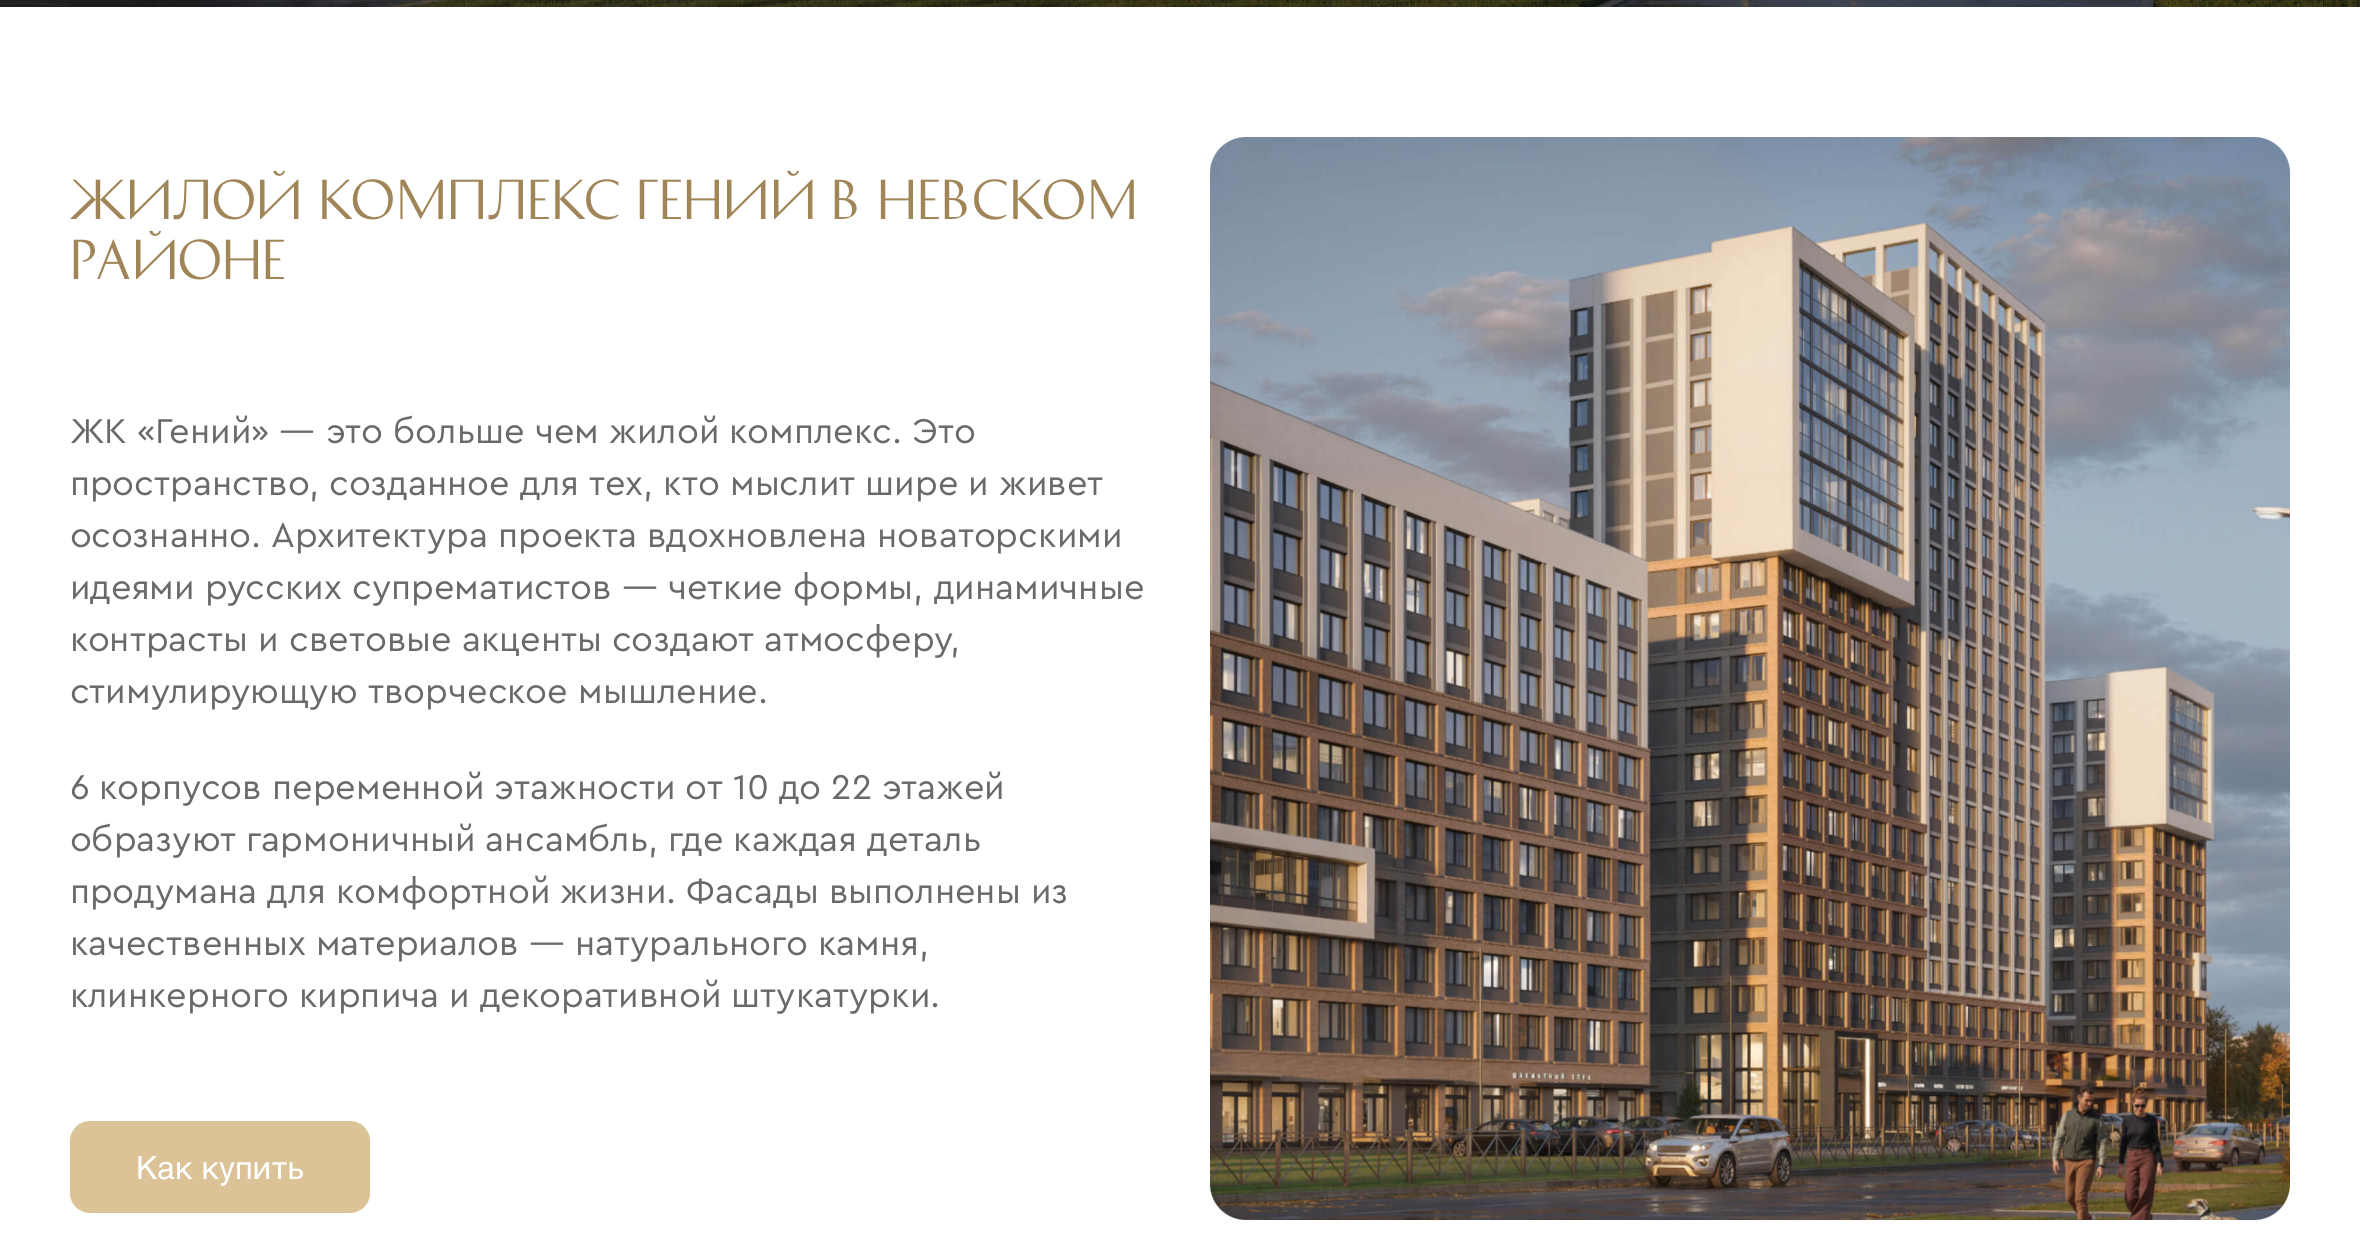 ЖИЛОЙ КОМПЛЕКС ГЕНИЙ В НЕВСКОМ
РАЙОНЕ
ЖК «Гений» — это больше чем жилой комплекс. Это
пространство, созданное для тех, кто мыслит шире и живет
осознанно. Архитектура проекта вдохновлена новаторскими
идеями русских супрематистов — четкие формы, динамичные
контрасты и световые акценты создают атмосферу,
стимулирующую творческое мышление.
6 корпусов переменной этажности от 10 до 22 этажей
образуют гармоничный ансамбль, где каждая деталь
продумана для комфортной жизни. Фасады выполнены из
качественных материалов — натурального камня,
клинкерного кирпича и декоративной штукатурки.
Как купить
ШАХМАТНЫЙ КЛУБ